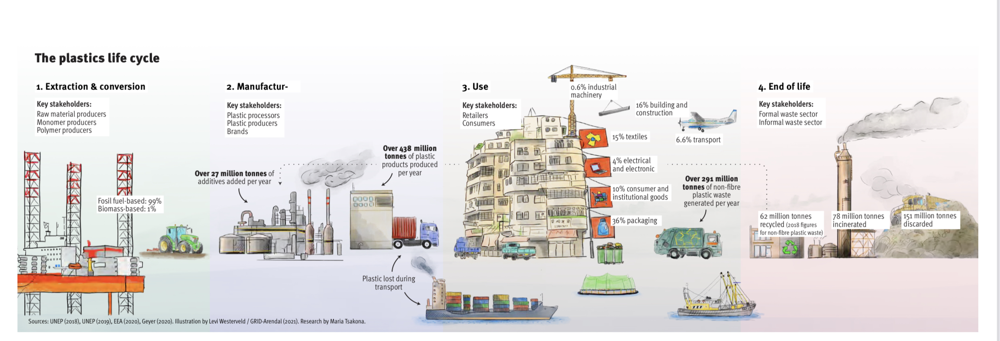 The plastics life cycle
1. Extraction & conversion
Key stakeholders:
Raw material producers
Monomer producers
Polymer producers
Fosil fuel-based: 99%
Biomass-based: 1%
2. Manufactur-
Key stakeholders:
Plastic processors
Plastic producers
Brands
Over 27 million tonnes of
additives added per year
Over 438 million
tonnes of plastic
products produced
per year
Plastic lost during
transport
3. Use
Key stakeholders:
Retailers
Consumers
0.6% industrial
machinery
16% building and
construction
6.6% transport
15% textiles
4% electrical
and electronic
10% consumer and
institutional goods
36% packaging
Over 291 million
tonnes of non-fibre
plastic waste
generated per year
4. End of life
Key stakeholders:
Formal waste sector
Informal waste sector
62 million tonnes
recycled (2018 figures
for non-fibre plastic waste)
78 million tonnes
incinerated
151 million tonnes
discarded
Sources: UNEP (2018), UNEP (2019), EEA (2020), Geyer (2020). Illustration by Levi Westerveld / GRID-Arendal (2021). Research by Maria Tsakona.